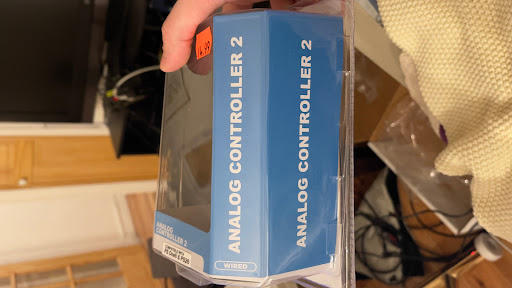 14.99
ANALOG CONTROLLER 2
ANALOG CONTROLLER 2
WIRED
ANALOG
CONTROLLER 2